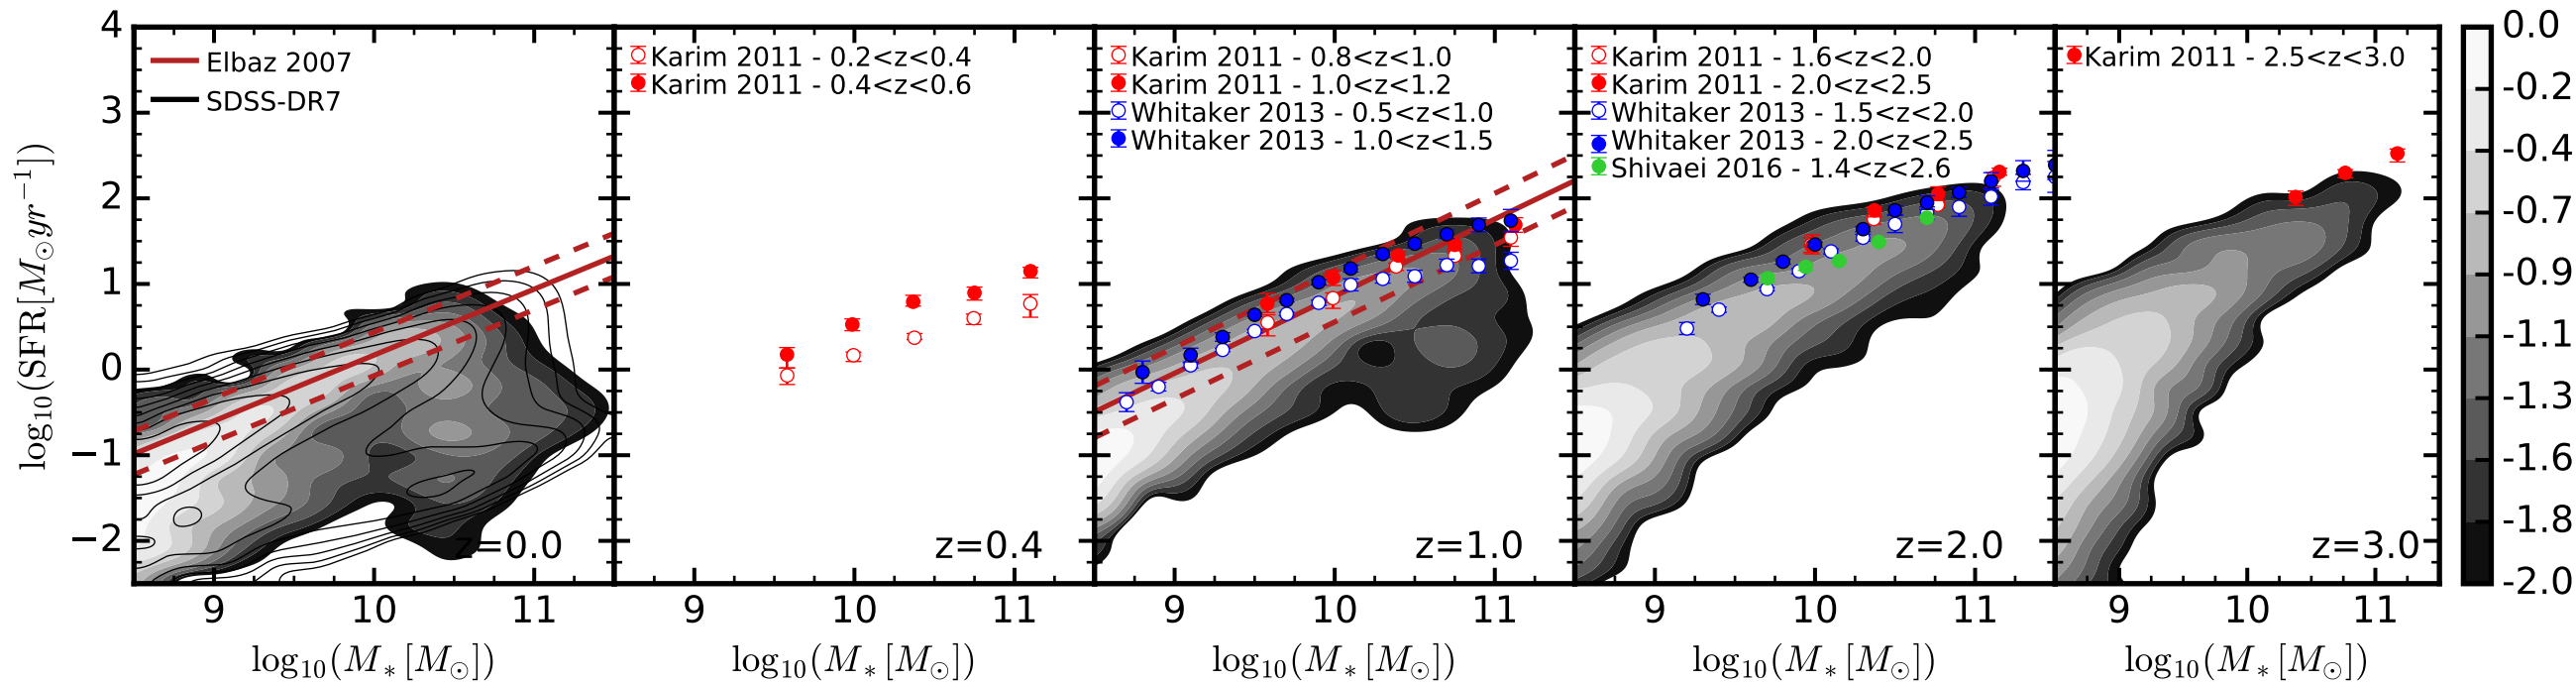 log₁₀(SFR[M⊙yr⁻¹])
4
3
2
1
0
−1
−2
Elbaz 2007
SDSS-DR7
z=0.0
9 10 11
log₁₀(M∗[M⊙])
Karim 2011 - 0.2<z<0.4
Karim 2011 - 0.4<z<0.6
z=0.4
9 10 11
log₁₀(M∗[M⊙])
Karim 2011 - 0.8<z<1.0
Karim 2011 - 1.0<z<1.2
Whitaker 2013 - 0.5<z<1.0
Whitaker 2013 - 1.0<z<1.5
z=1.0
9 10 11
log₁₀(M∗[M⊙])
Karim 2011 - 1.6<z<2.0
Karim 2011 - 2.0<z<2.5
Whitaker 2013 - 1.5<z<2.0
Whitaker 2013 - 2.0<z<2.5
Shivaei 2016 - 1.4<z<2.6
z=2.0
9 10 11
log₁₀(M∗[M⊙])
Karim 2011 - 2.5<z<3.0
z=3.0
9 10 11
log₁₀(M∗[M⊙])
0.0
-0.2
-0.4
-0.7
-0.9
-1.1
-1.3
-1.6
-1.8
-2.0